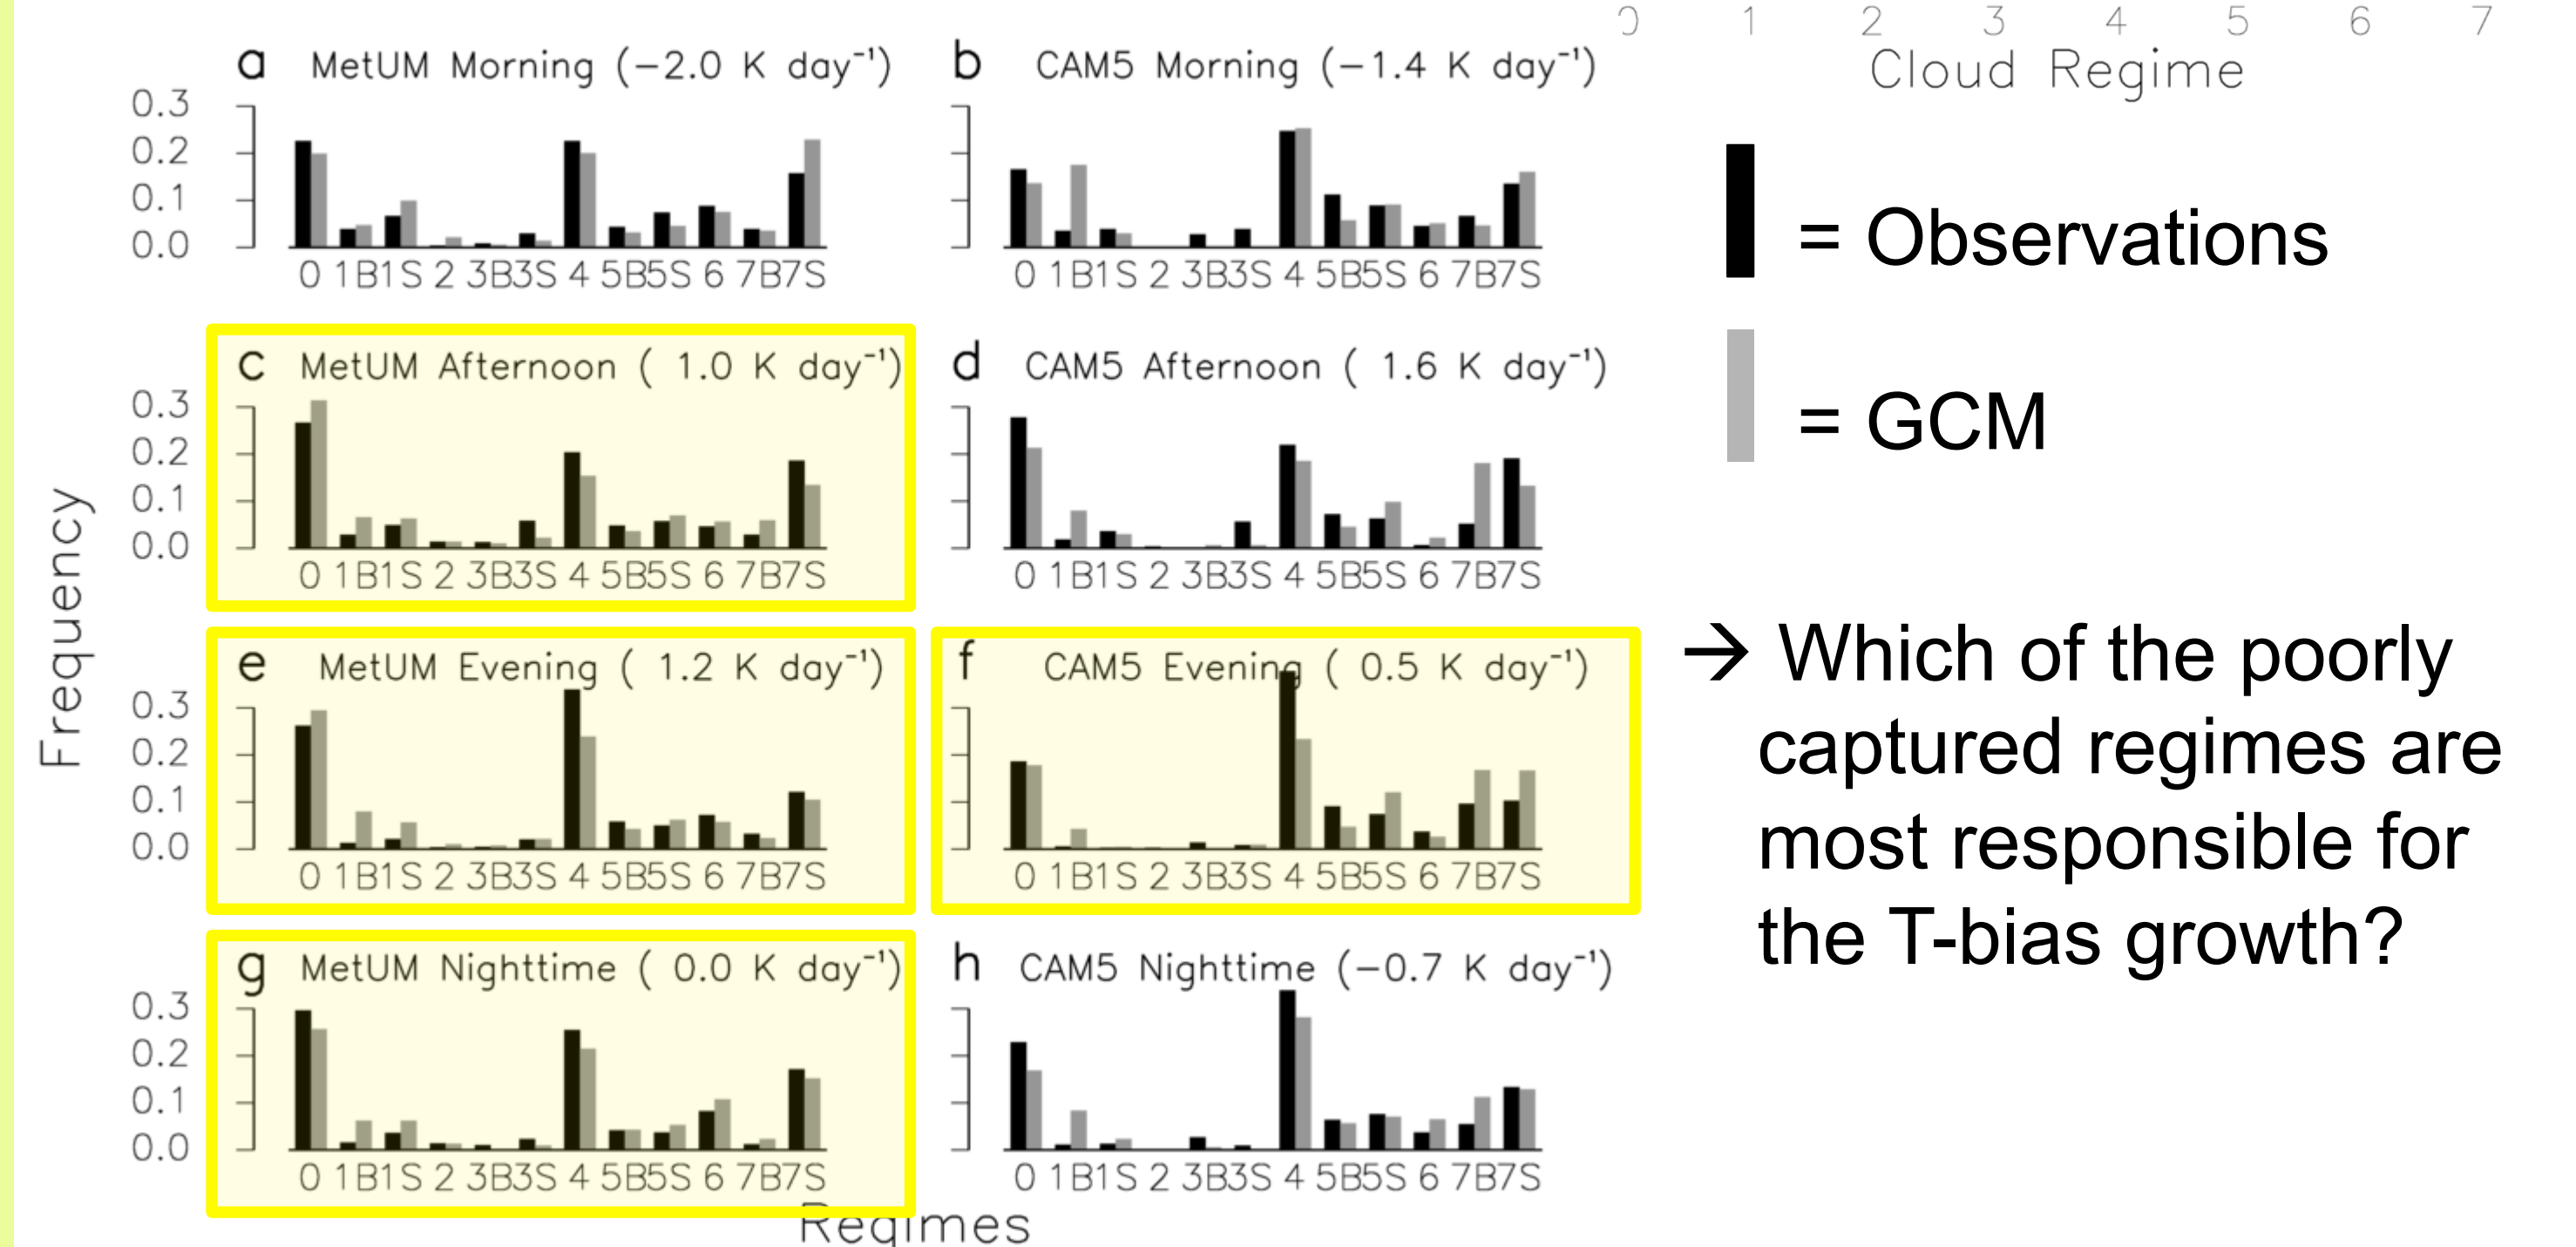 0 1 2 3 4 5 6 7
Cloud Regime
a MetUM Morning (−2.0 K day⁻¹)
0.3
0.2
0.1
0.0
0 1B1S 2 3B3S 4 5B5S 6 7B7S
b CAM5 Morning (−1.4 K day⁻¹)
0 1B1S 2 3B3S 4 5B5S 6 7B7S
c MetUM Afternoon ( 1.0 K day⁻¹)
0.3
0.2
0.1
0.0
0 1B1S 2 3B3S 4 5B5S 6 7B7S
d CAM5 Afternoon ( 1.6 K day⁻¹)
0 1B1S 2 3B3S 4 5B5S 6 7B7S
e MetUM Evening ( 1.2 K day⁻¹)
0.3
0.2
0.1
0.0
0 1B1S 2 3B3S 4 5B5S 6 7B7S
f CAM5 Evening ( 0.5 K day⁻¹)
0 1B1S 2 3B3S 4 5B5S 6 7B7S
g MetUM Nighttime ( 0.0 K day⁻¹)
0.3
0.2
0.1
0.0
0 1B1S 2 3B3S 4 5B5S 6 7B7S
h CAM5 Nighttime (−0.7 K day⁻¹)
0 1B1S 2 3B3S 4 5B5S 6 7B7S
Frequency
Regimes
= Observations
= GCM
→ Which of the poorly
captured regimes are
most responsible for
the T-bias growth?